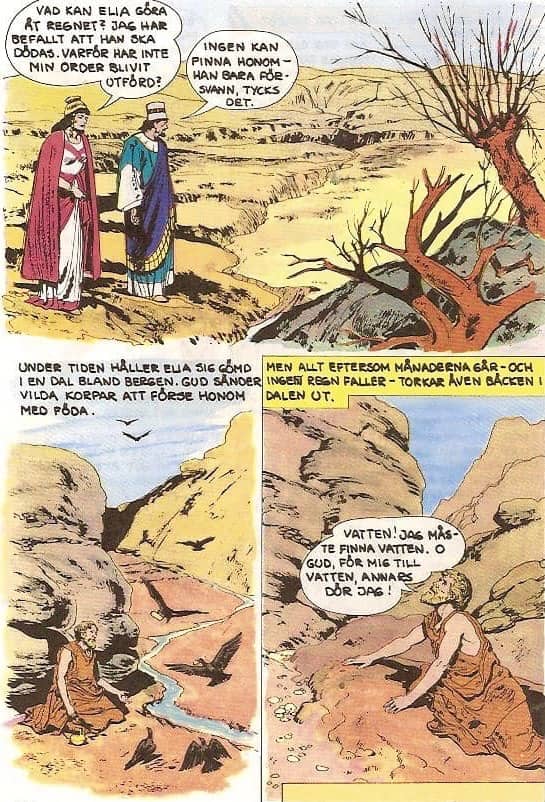 VAD KAN ELIA GÖRA
ÅT REGNET? JAG HAR
BEFALLT ATT HAN SKA
DÖDAS. VARFÖR HAR INTE
MIN ORDER BLIVIT
UTFÖRD?
INGEN KAN
FINNA HONOM—
HAN BARA FÖR-
SVANN, TYCKS
DET.
UNDER TIDEN HÅLLER ELIA SIG GÖMD
I EN DAL BLAND BERGEN. GUD SÄNDER
VILDA KORPAR ATT FÖRSE HONOM
MED FÖDA.
MEN ALLT EFTERSOM MÅNADERNA GÅR – OCH
INGET REGN FALLER – TORKAR ÄVEN BÄCKEN I
DALEN UT.
VATTEN! JAG MÅS-
TE FINNA VATTEN. O
GUD, FÖR MIG TILL
VATTEN, ANNARS
DÖR JAG!